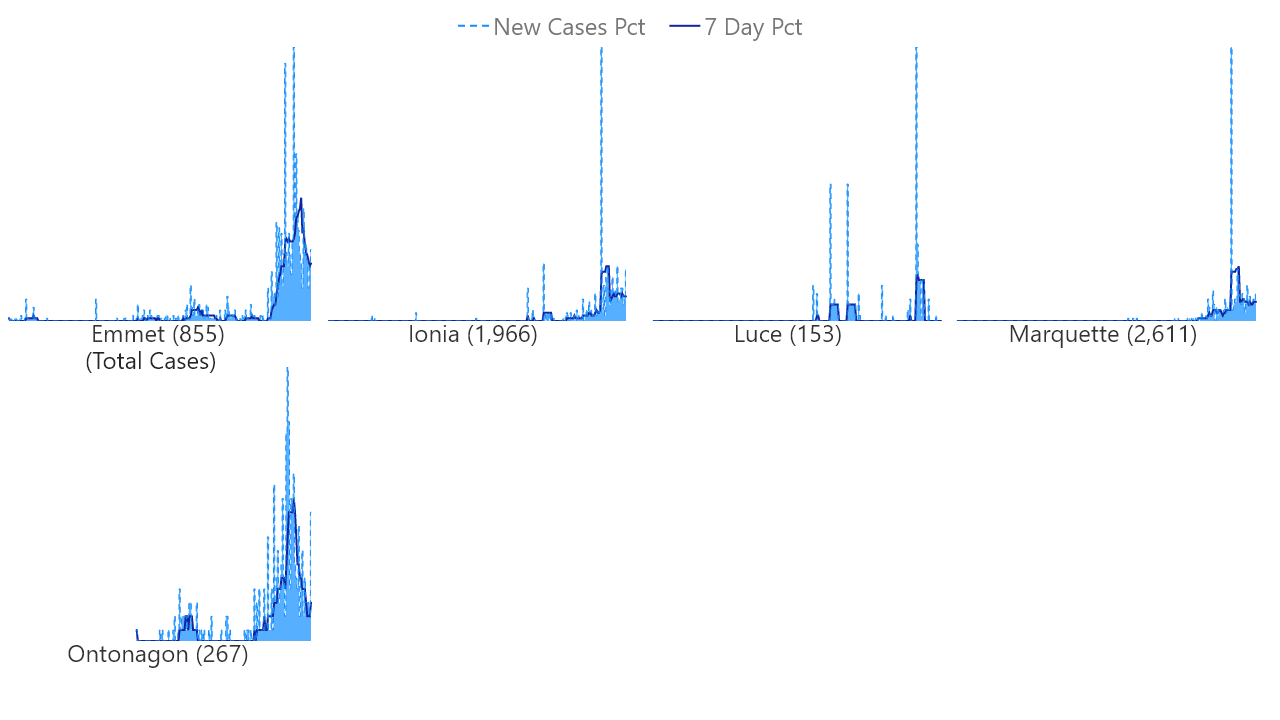 New Cases Pct 7 Day Pct
Emmet (855) Ionia (1,966) Luce (153) Marquette (2,611)
(Total Cases)
Ontonagon (267)